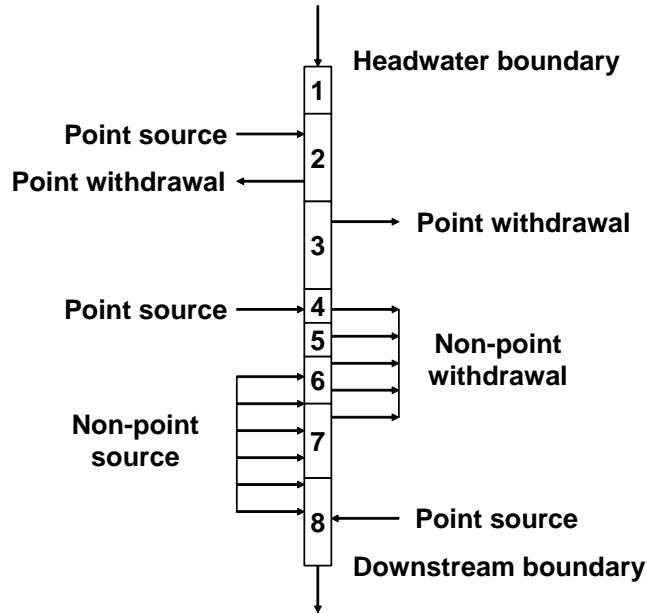 Headwater boundary
1
Point source
2
Point withdrawal
Point withdrawal
3
Point source
4
5
Non-point
withdrawal
6
Non-point
source
7
8
Point source
Downstream boundary